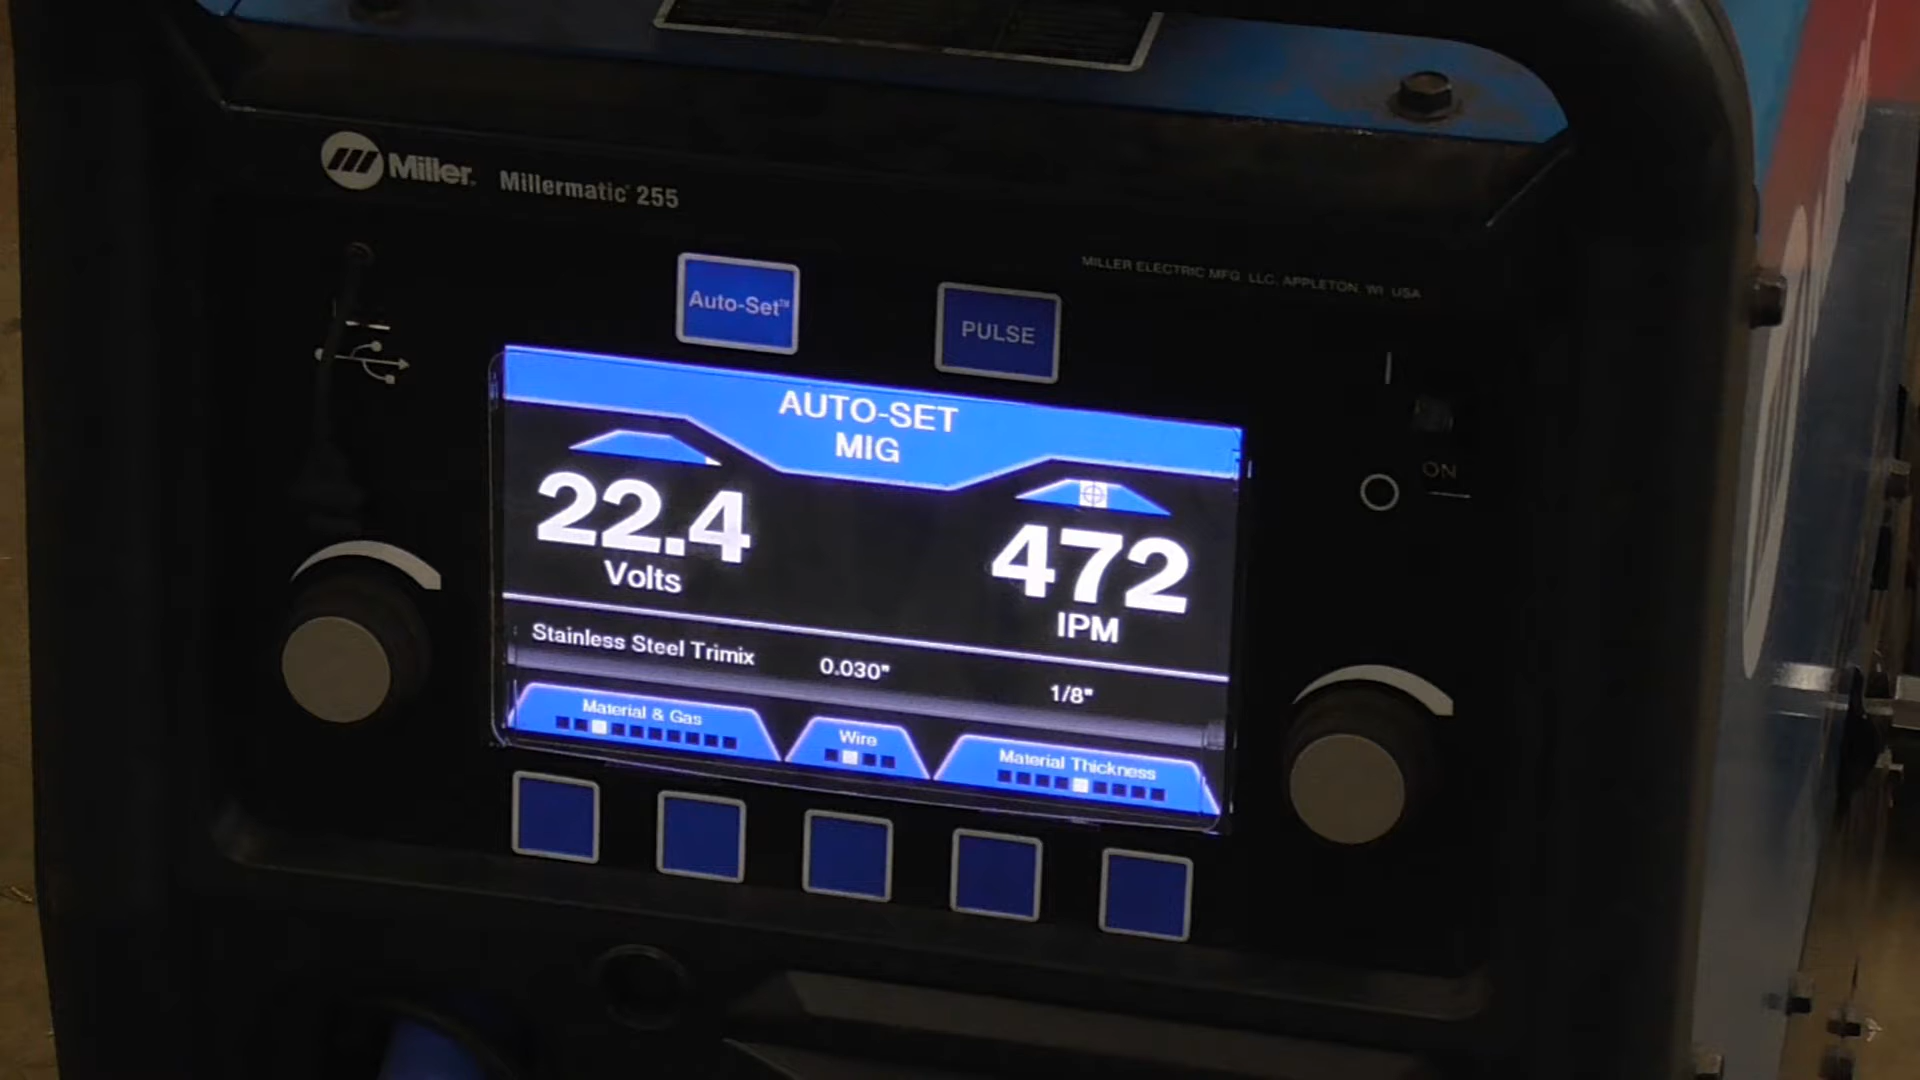 Miller. Millermatic® 255
MILLER ELECTRIC MFG. LLC, APPLETON, WI USA
Auto-Set™
PULSE
AUTO-SET
MIG
22.4
Volts
472
IPM
ON
Stainless Steel Trimix 0.030" 1/8"
Material & Gas
Wire
Material Thickness